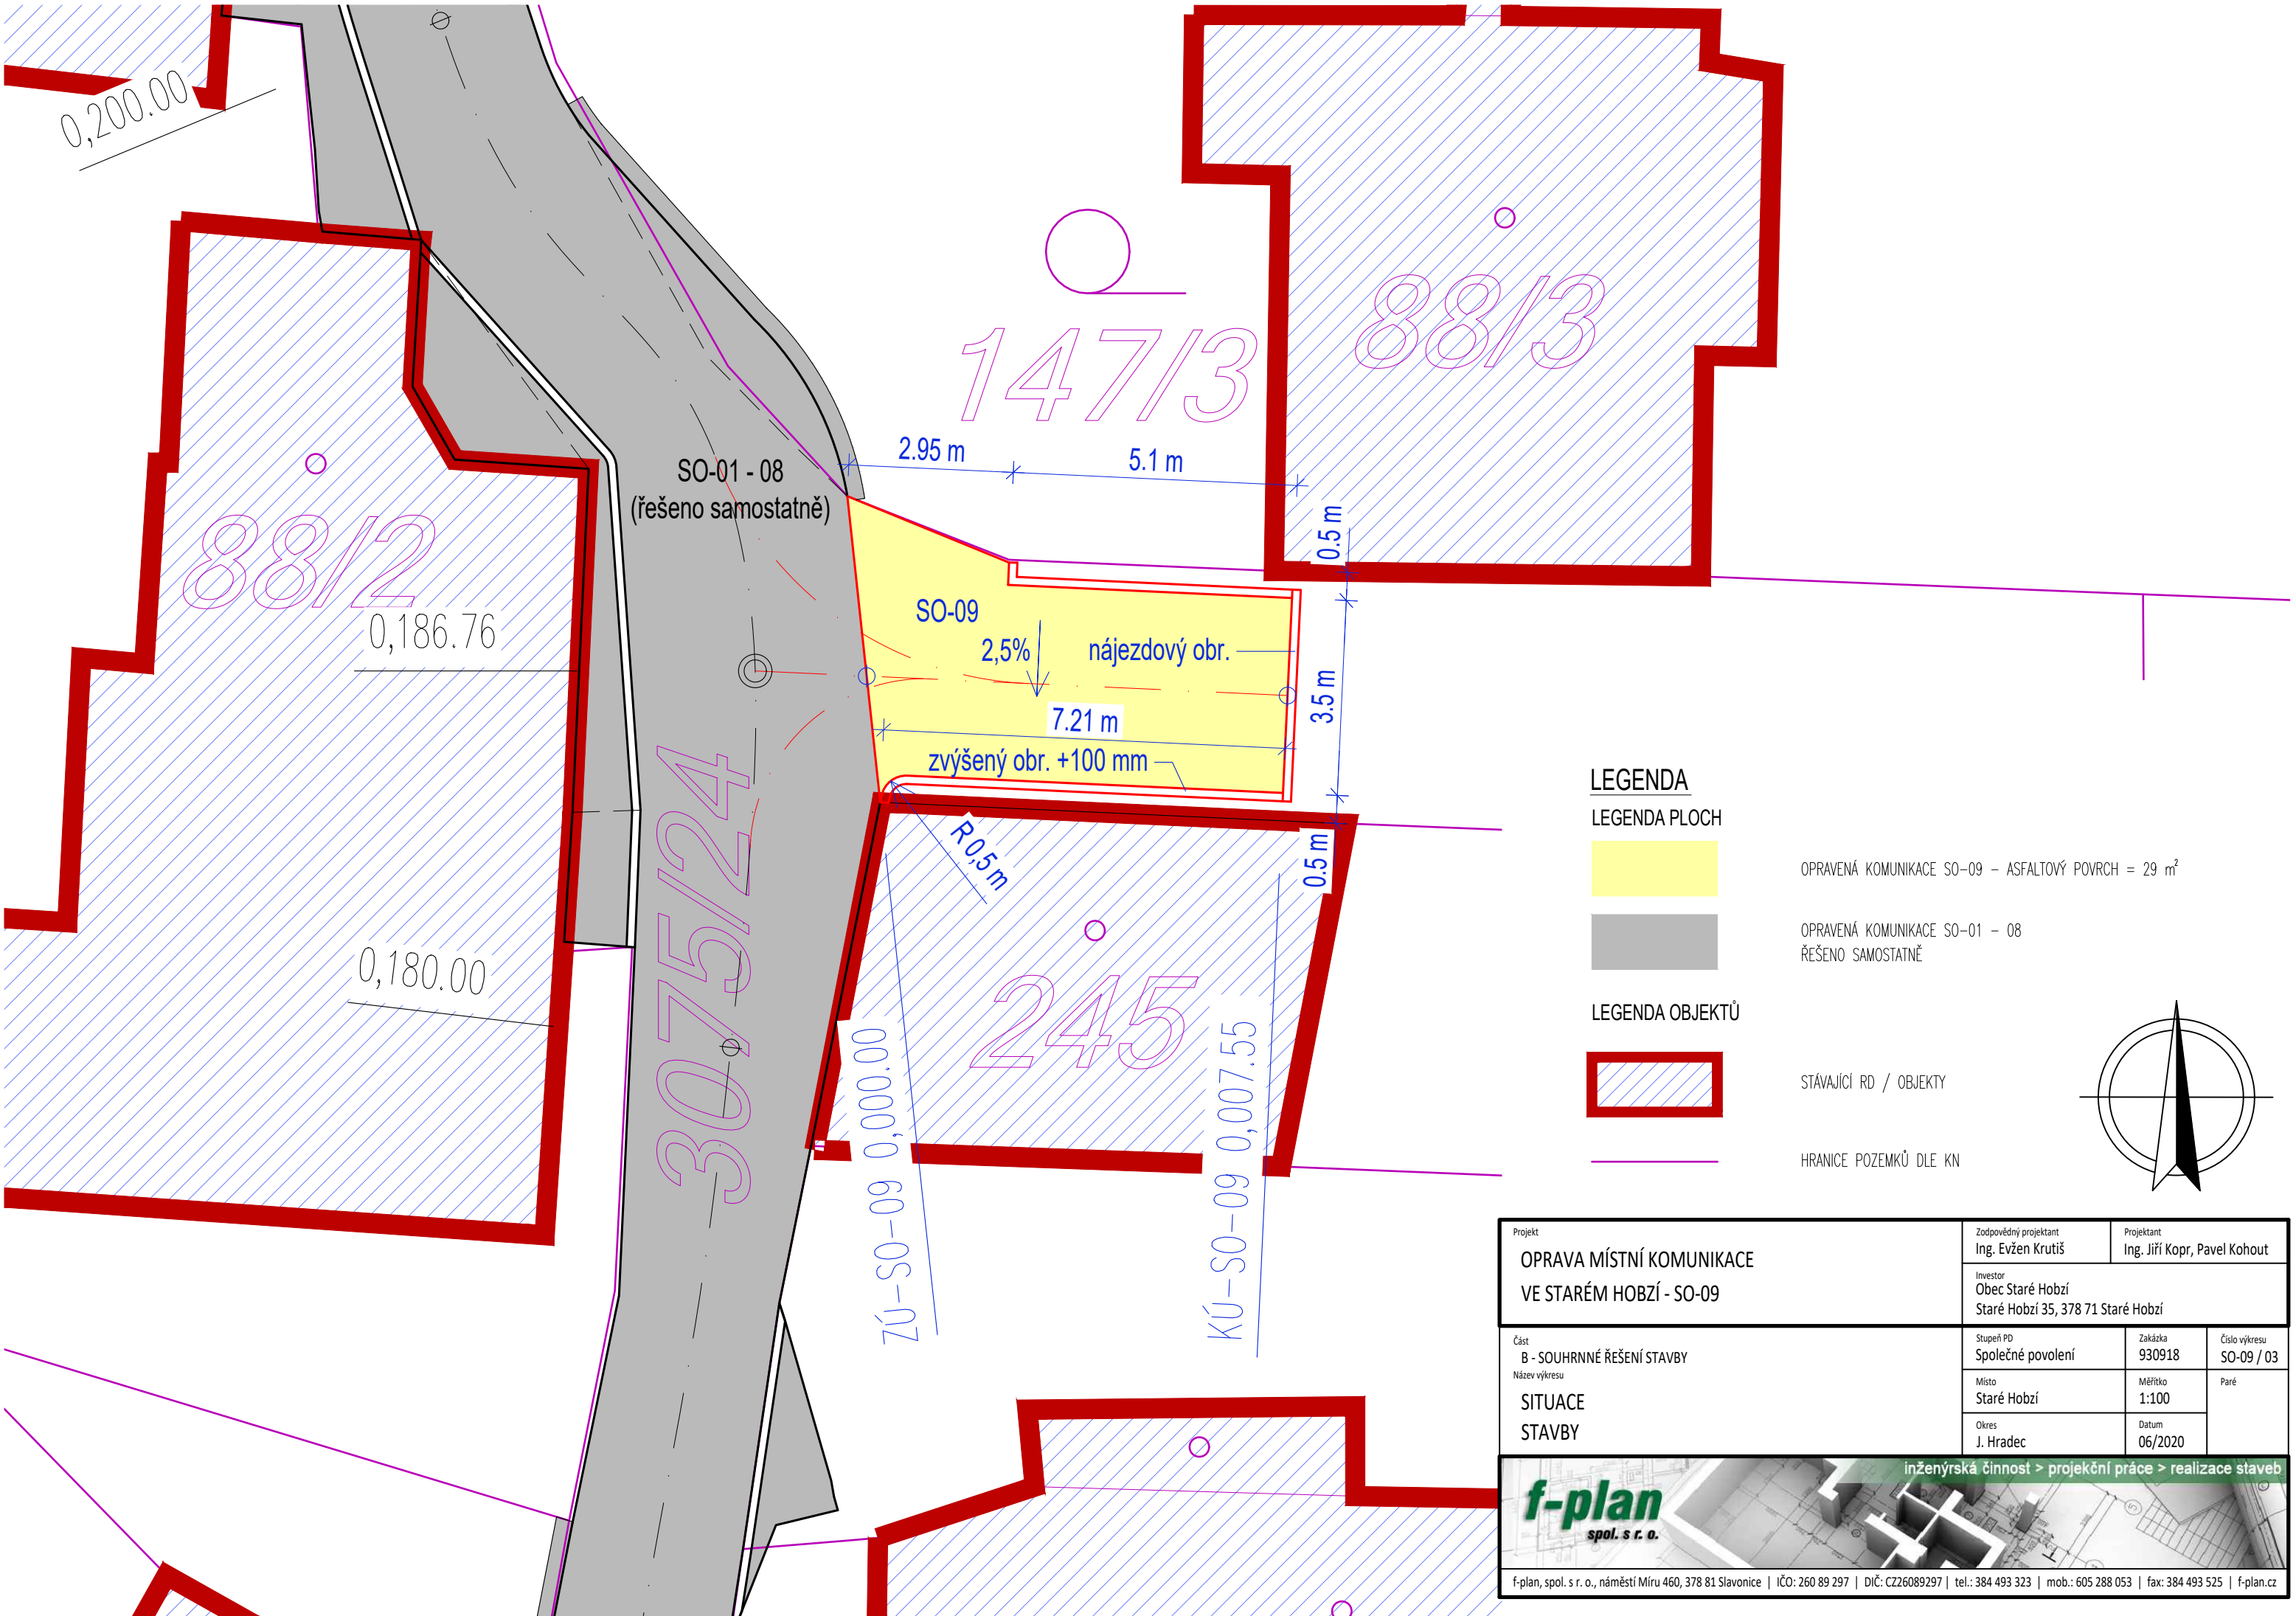 0,200.00
147/3
88/3
2.95 m
5.1 m
SO-01 - 08
(řešeno samostatně)
0.5 m
88/2
SO-09
0,186.76
2,5%
nájezdový obr.
3.5 m
7.21 m
zvýšený obr. +100 mm
R 0,5 m
0.5 m
3075/24
0,180.00
245
ZÚ-SO-09 0,000.00
KÚ-SO-09 0,007.55
LEGENDA
LEGENDA PLOCH
OPRAVENÁ KOMUNIKACE SO-09 - ASFALTOVÝ POVRCH = 29 m²
OPRAVENÁ KOMUNIKACE SO-01 - 08
ŘEŠENO SAMOSTATNĚ
LEGENDA OBJEKTŮ
STÁVAJÍCÍ RD / OBJEKTY
HRANICE POZEMKŮ DLE KN
Projekt
OPRAVA MÍSTNÍ KOMUNIKACE
VE STARÉM HOBZÍ - SO-09
Zodpovědný projektant
Ing. Evžen Krutiš
Projektant
Ing. Jiří Kopr, Pavel Kohout
Investor
Obec Staré Hobzí
Staré Hobzí 35, 378 71 Staré Hobzí
Část
B - SOUHRNNÉ ŘEŠENÍ STAVBY
Název výkresu
SITUACE
STAVBY
Stupeň PD
Společné povolení
Zakázka
930918
Číslo výkresu
SO-09 / 03
Místo
Staré Hobzí
Měřítko
1:100
Paré
Okres
J. Hradec
Datum
06/2020
inženýrská činnost > projekční práce > realizace staveb
f-plan
spol. s r. o.
f-plan, spol. s r. o., náměstí Míru 460, 378 81 Slavonice | IČO: 260 89 297 | DIČ: CZ26089297 | tel.: 384 493 323 | mob.: 605 288 053 | fax: 384 493 525 | f-plan.cz